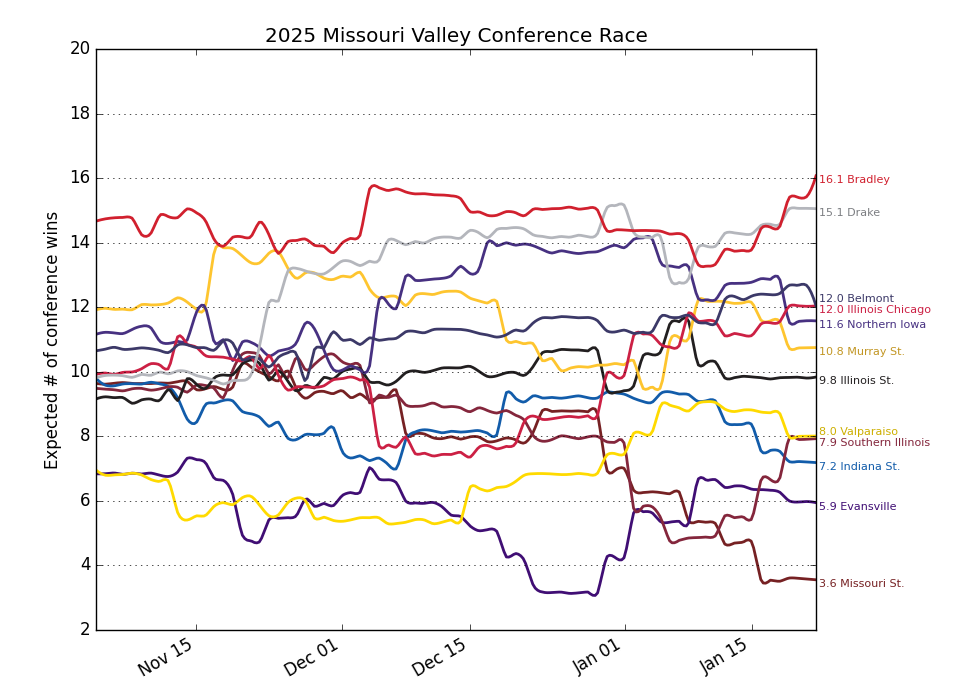 2025 Missouri Valley Conference Race
Expected # of conference wins
20
18
16
14
12
10
8
6
4
2
Nov 15
Dec 01
Dec 15
Jan 01
Jan 15
16.1 Bradley
15.1 Drake
12.0 Belmont
12.0 Illinois Chicago
11.6 Northern Iowa
10.8 Murray St.
9.8 Illinois St.
8.0 Valparaiso
7.9 Southern Illinois
7.2 Indiana St.
5.9 Evansville
3.6 Missouri St.